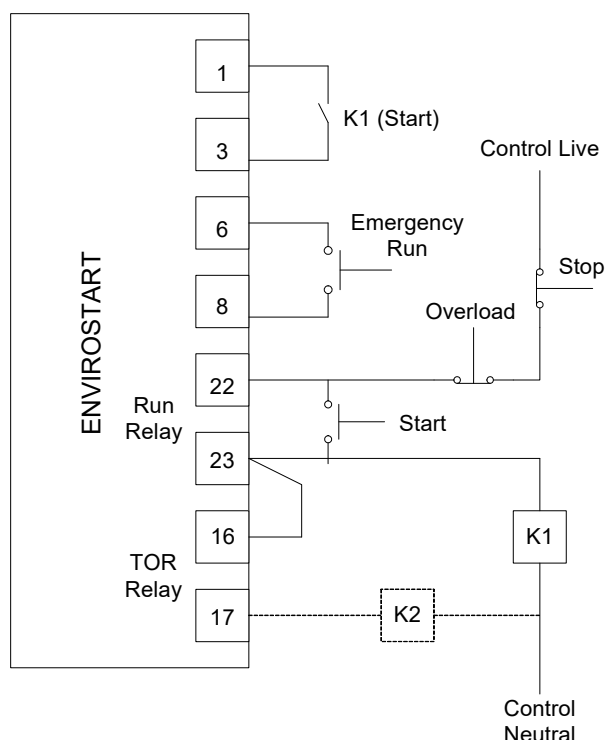 ENVIROSTART
1
K1 (Start)
3
Control Live
6
Emergency
Run
Stop
8
Overload
22
Run
Relay
Start
23
16
K1
TOR
Relay
17
K2
Control
Neutral